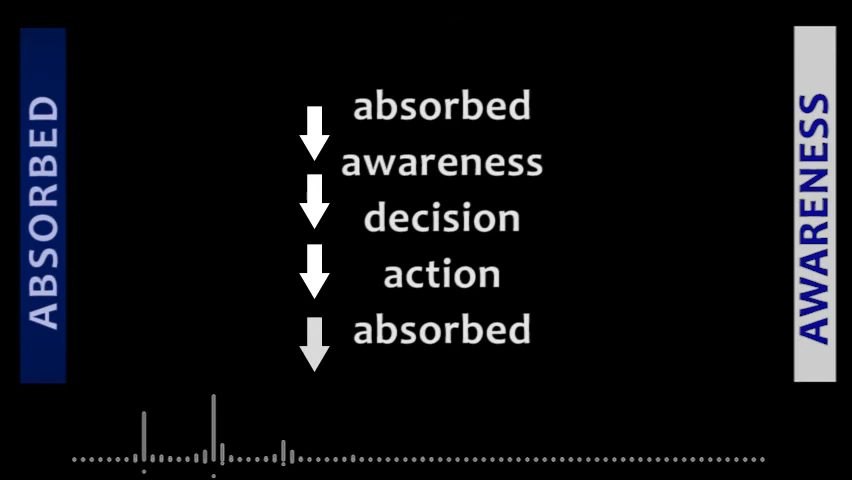 ABSORBED
absorbed
awareness
decision
action
absorbed
AWARENESS